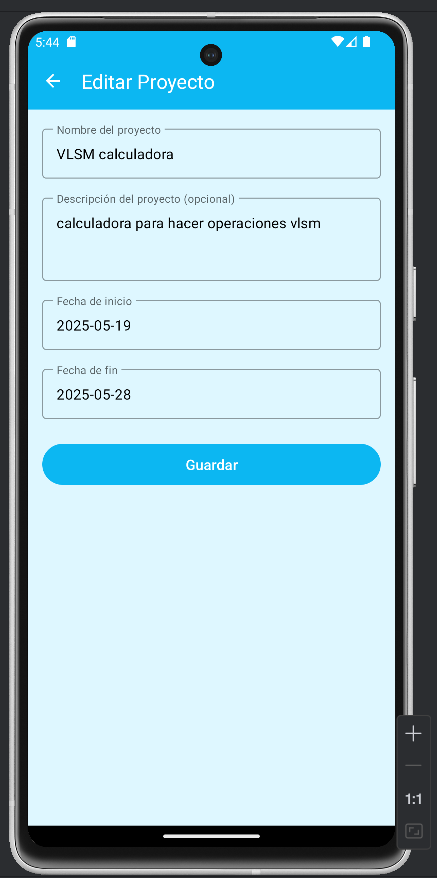 5:44
Editar Proyecto
Nombre del proyecto
VLSM calculadora
Descripción del proyecto (opcional)
calculadora para hacer operaciones vlsm
Fecha de inicio
2025-05-19
Fecha de fin
2025-05-28
Guardar
1:1